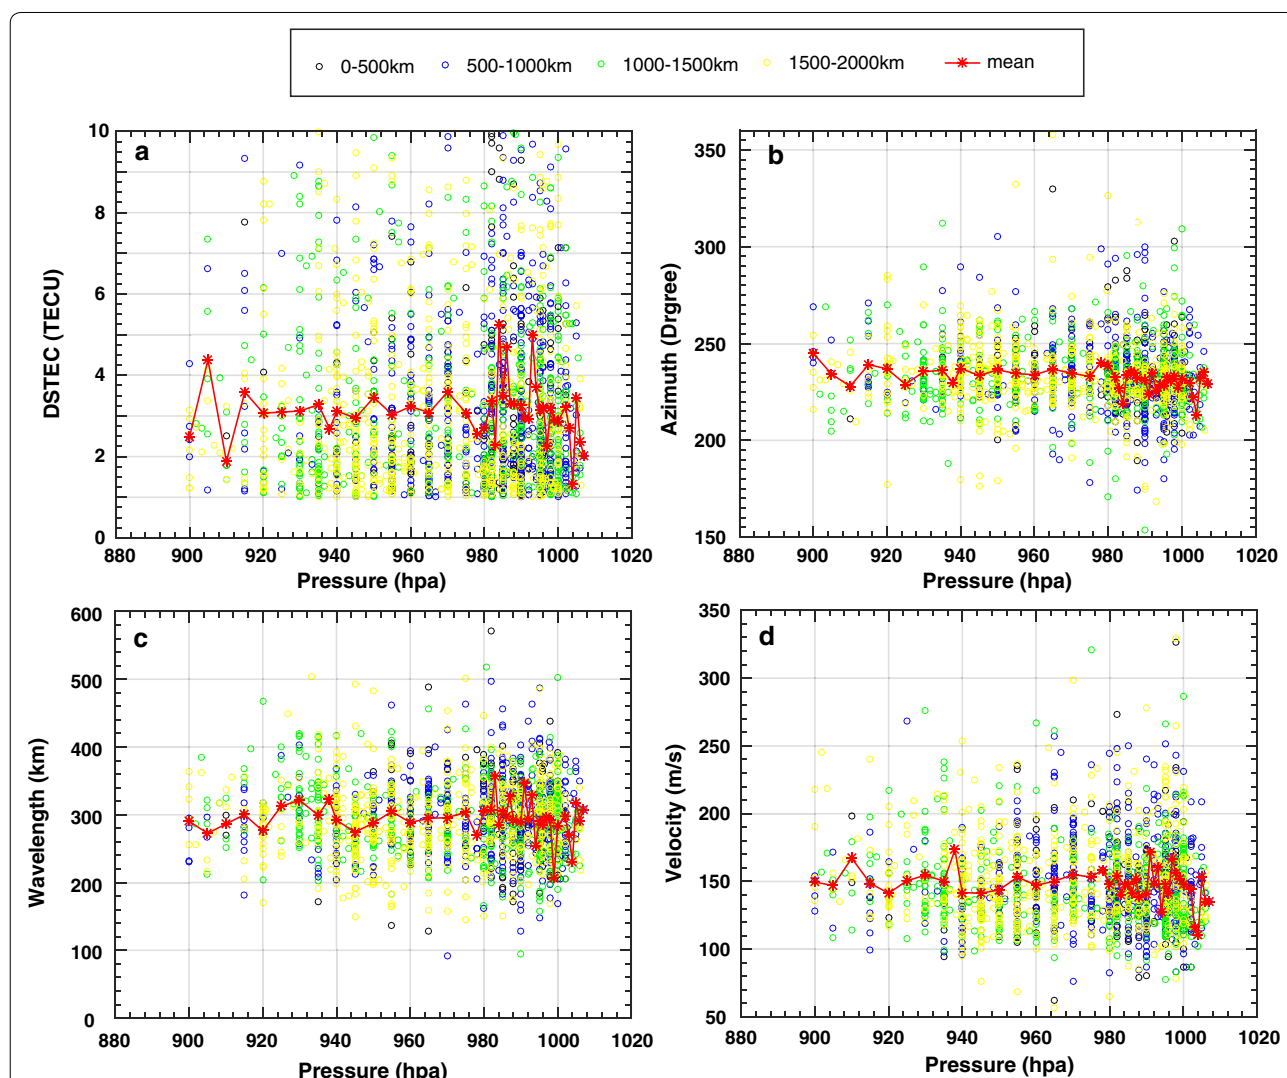 0-500km 500-1000km 1000-1500km 1500-2000km mean
a
10
8
6
4
2
0
DSTEC (TECU)
880 900 920 940 960 980 1000 1020
Pressure (hpa)
b
350
300
250
200
150
Azimuth (Drgree)
880 900 920 940 960 980 1000 1020
Pressure (hpa)
c
600
500
400
300
200
100
0
Wavelength (km)
880 900 920 940 960 980 1000 1020
Pressure (hpa)
d
350
300
250
200
150
100
50
Velocity (m/s)
880 900 920 940 960 980 1000 1020
Pressure (hpa)